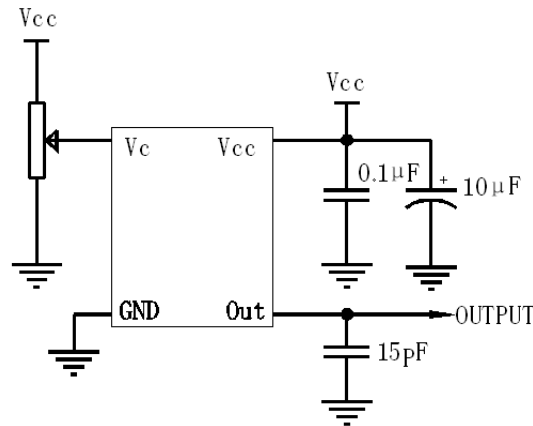 Vcc
Vcc
Vc
Vcc
0.1μF
+
10μF
GND
Out
OUTPUT
15pF